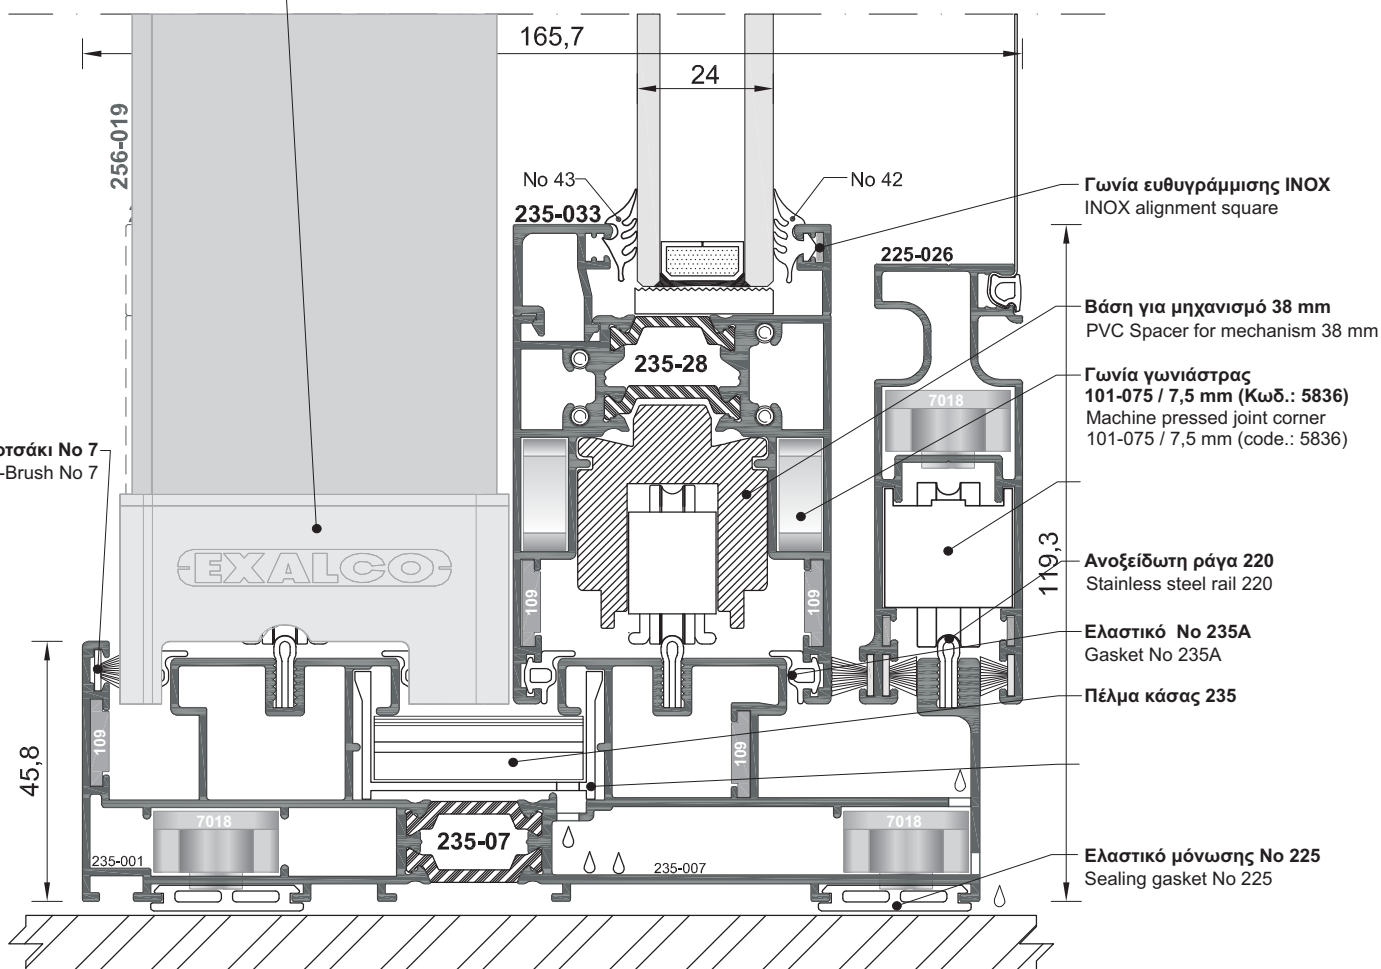 165,7
24
256-019
No 43
No 42
235-033
Γωνία ευθυγράμμισης INOX
INOX alignment square
225-026
Βάση για μηχανισμό 38 mm
PVC Spacer for mechanism 38 mm
235-28
Γωνία γωνιάστρας
101-075 / 7,5 mm (Κωδ.: 5836)
Machine pressed joint corner
101-075 / 7,5 mm (code.: 5836)
7018
ρτσάκι No 7
-Brush No 7
EXALCO
119,3
Ανοξείδωτη ράγα 220
Stainless steel rail 220
109
109
Ελαστικό No 235A
Gasket No 235A
Πέλμα κάσας 235
109
109
45,8
7018
235-07
7018
235-001
235-007
Ελαστικό μόνωσης No 225
Sealing gasket No 225